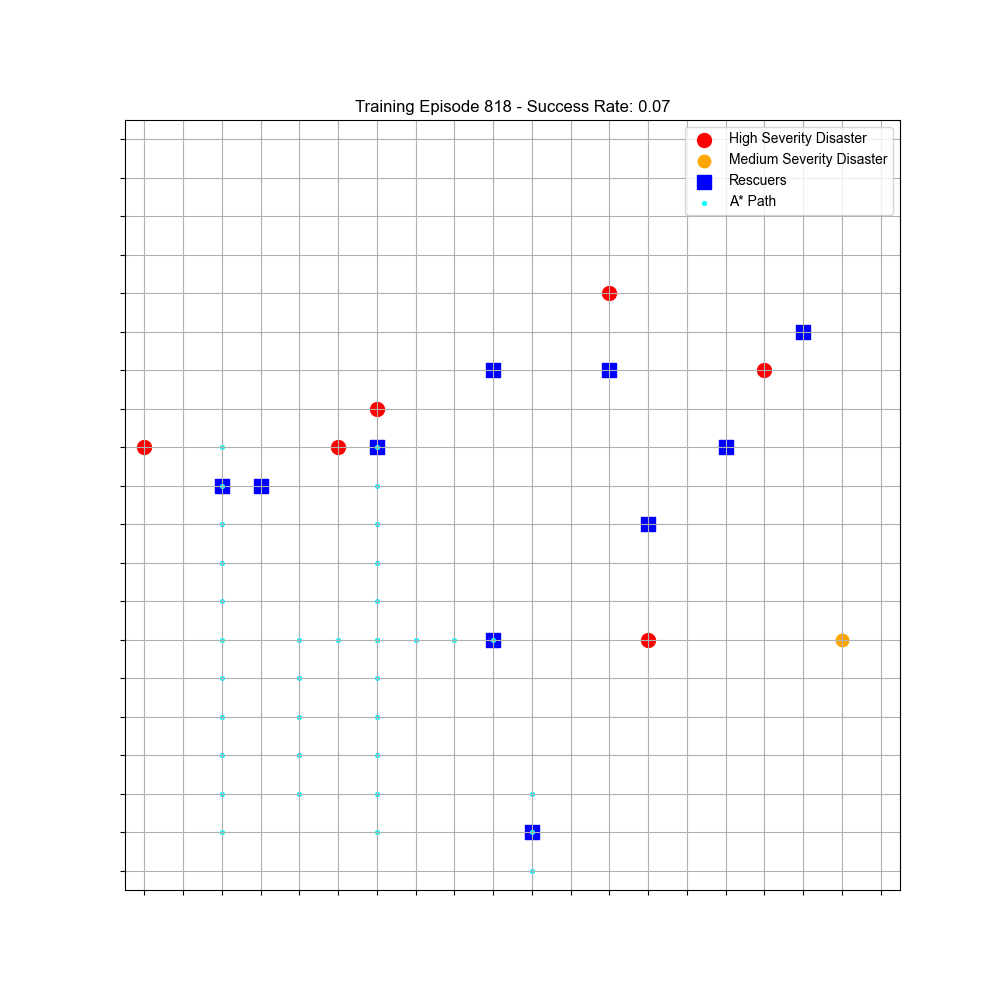 Training Episode 818 - Success Rate: 0.07
High Severity Disaster
Medium Severity Disaster
Rescuers
A* Path